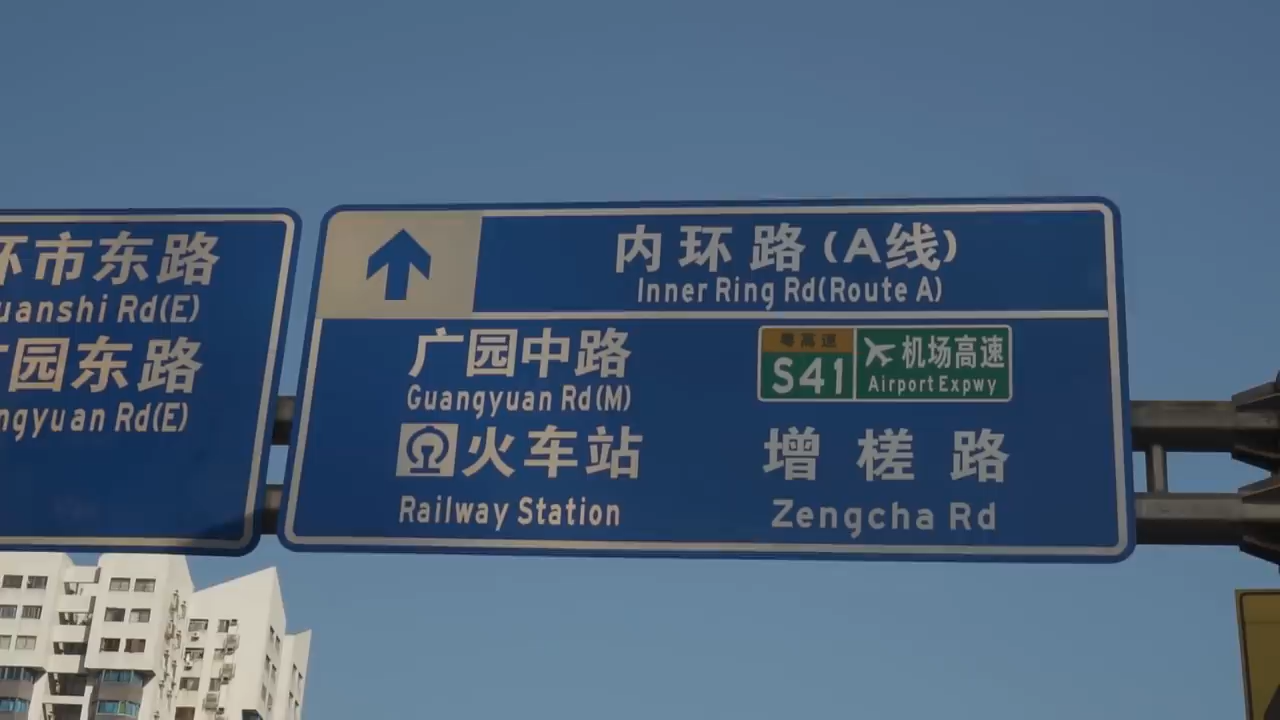 环市东路
uanshi Rd(E)
广园东路
ngyuan Rd(E)
内环路(A线)
Inner Ring Rd(Route A)
广园中路
Guangyuan Rd(M)
火车站
Railway Station
粤高速
S41
机场高速
Airport Expwy
增槎路
Zengcha Rd